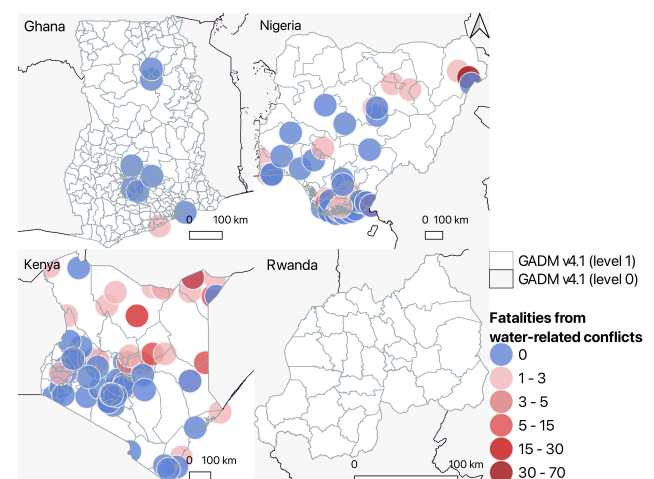 Ghana
Nigeria
0 100 km
0 100 km
Kenya
Rwanda
GADM v4.1 (level 1)
GADM v4.1 (level 0)
Fatalities from
water-related conflicts
0
1 - 3
3 - 5
5 - 15
15 - 30
30 - 70
0 100 km
0 100 km